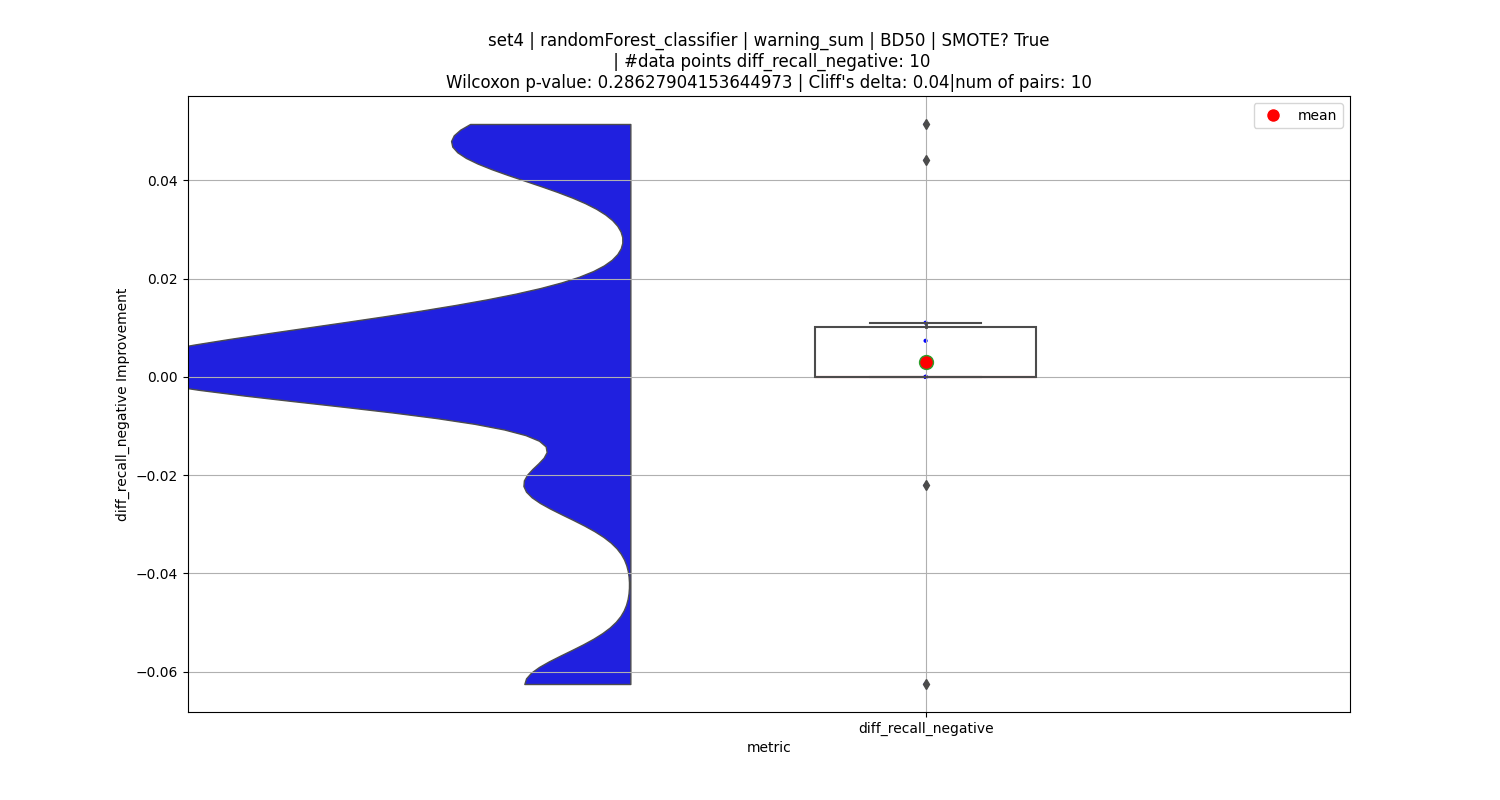 set4 | randomForest_classifier | warning_sum | BD50 | SMOTE? True
| #data points diff_recall_negative: 10
Wilcoxon p-value: 0.28627904153644973 | Cliff's delta: 0.04|num of pairs: 10
mean
0.04
0.02
0.00
−0.02
−0.04
−0.06
diff_recall_negative Improvement
diff_recall_negative
metric